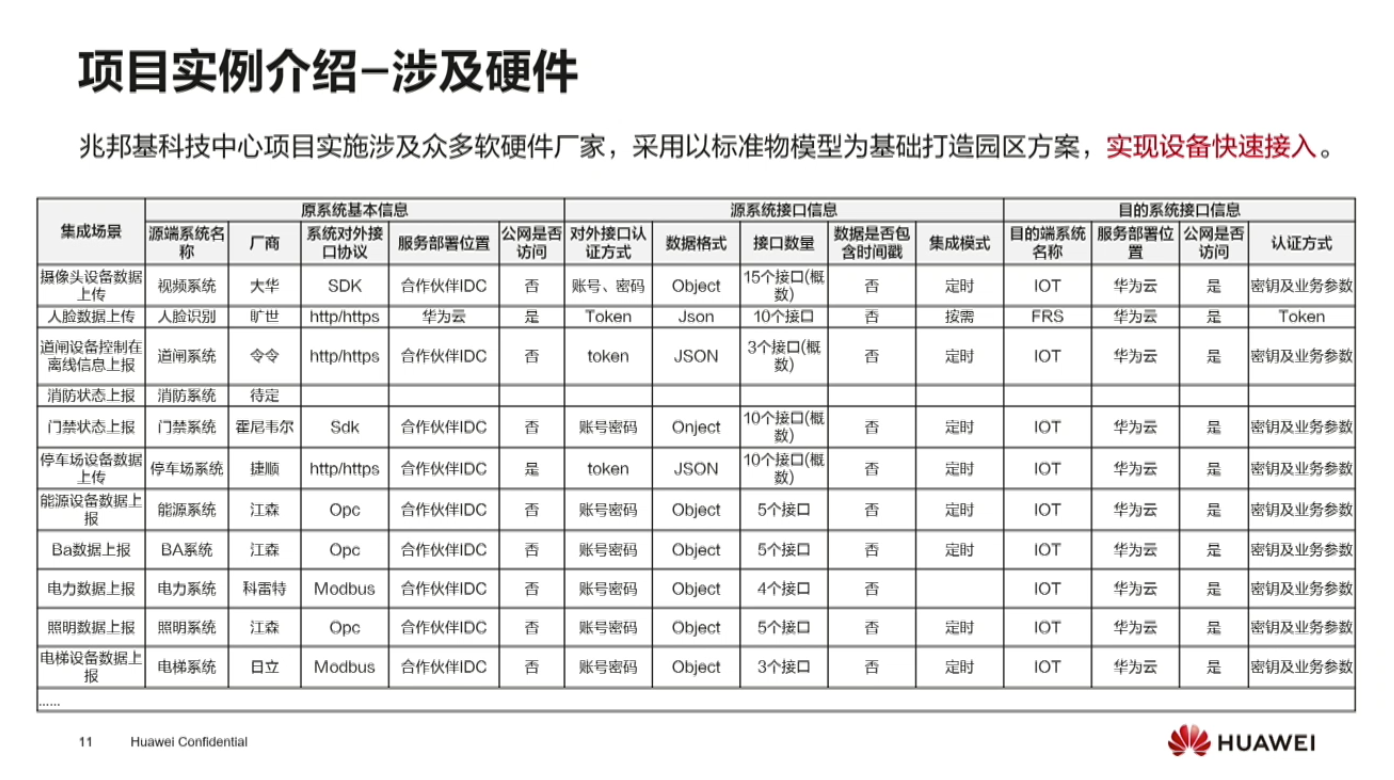 项目实例介绍–涉及硬件
兆邦基科技中心项目实施涉及众多软硬件厂家，采用以标准物模型为基础打造园区方案，实现设备快速接入。
集成场景 原系统基本信息 源系统接口信息 目的系统接口信息
源端系统名称 厂商 系统对外接口协议 服务部署位置 公网是否访问 对外接口认证方式 数据格式 接口数量 数据是否包含时间戳 集成模式 目的端系统名称 服务部署位置 公网是否访问 认证方式
摄像头设备数据上传 视频系统 大华 SDK 合作伙伴IDC 否 账号、密码 Object 15个接口(概数) 否 定时 IOT 华为云 是 密钥及业务参数
人脸数据上传 人脸识别 旷世 http/https 华为云 是 Token Json 10个接口 否 按需 FRS 华为云 是 Token
道闸设备控制在离线信息上报 道闸系统 令令 http/https 合作伙伴IDC 否 token JSON 3个接口(概数) 否 定时 IOT 华为云 是 密钥及业务参数
消防状态上报 消防系统 待定
门禁状态上报 门禁系统 霍尼韦尔 Sdk 合作伙伴IDC 否 账号密码 Onject 10个接口(概数) 否 定时 IOT 华为云 是 密钥及业务参数
停车场设备数据上传 停车场系统 捷顺 http/https 合作伙伴IDC 是 token JSON 10个接口(概数) 否 定时 IOT 华为云 是 密钥及业务参数
能源设备数据上报 能源系统 江森 Opc 合作伙伴IDC 否 账号密码 Object 5个接口 否 定时 IOT 华为云 是 密钥及业务参数
Ba数据上报 BA系统 江森 Opc 合作伙伴IDC 否 账号密码 Object 5个接口 否 定时 IOT 华为云 是 密钥及业务参数
电力数据上报 电力系统 科雷特 Modbus 合作伙伴IDC 否 账号密码 Object 4个接口 否 IOT 华为云 是 密钥及业务参数
照明数据上报 照明系统 江森 Opc 合作伙伴IDC 否 账号密码 Object 5个接口 否 定时 IOT 华为云 是 密钥及业务参数
电梯设备数据上报 电梯系统 日立 Modbus 合作伙伴IDC 否 账号密码 Object 3个接口 否 定时 IOT 华为云 是 密钥及业务参数
......
11 Huawei Confidential
HUAWEI